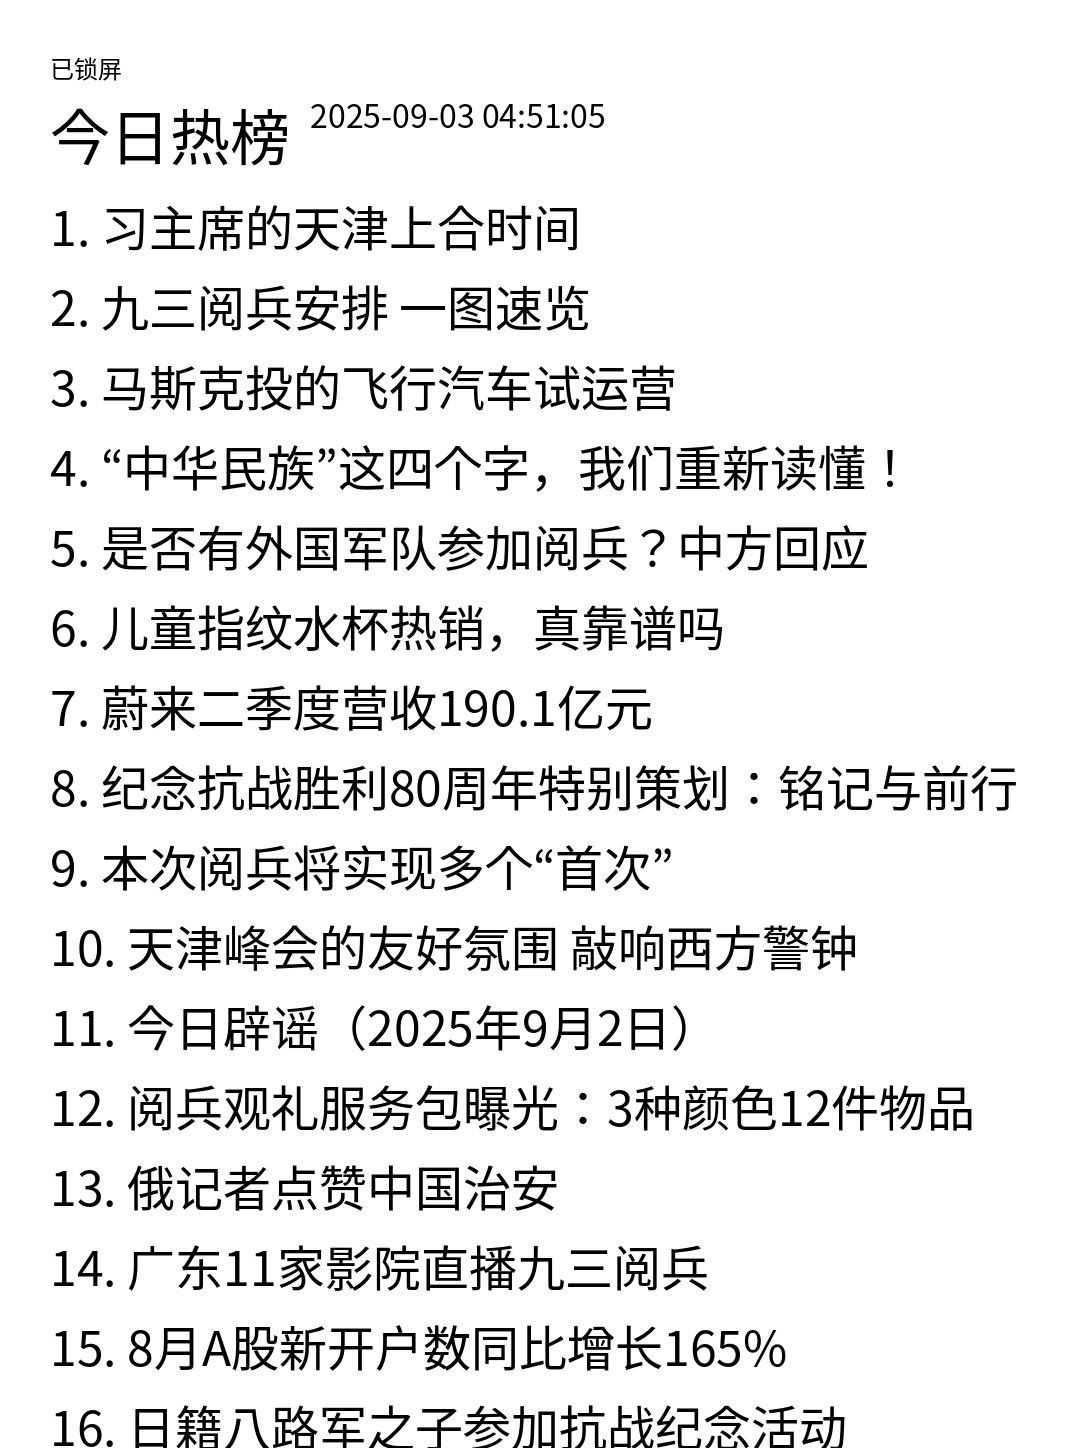 已锁屏
今日热榜 2025-09-03 04:51:05
1. 习主席的天津上合时间
2. 九三阅兵安排 一图速览
3. 马斯克投的飞行汽车试运营
4. “中华民族”这四个字，我们重新读懂！
5. 是否有外国军队参加阅兵？中方回应
6. 儿童指纹水杯热销，真靠谱吗
7. 蔚来二季度营收190.1亿元
8. 纪念抗战胜利80周年特别策划：铭记与前行
9. 本次阅兵将实现多个“首次”
10. 天津峰会的友好氛围 敲响西方警钟
11. 今日辟谣（2025年9月2日）
12. 阅兵观礼服务包曝光：3种颜色12件物品
13. 俄记者点赞中国治安
14. 广东11家影院直播九三阅兵
15. 8月A股新开户数同比增长165%
16. 日籍八路军之子参加抗战纪念活动